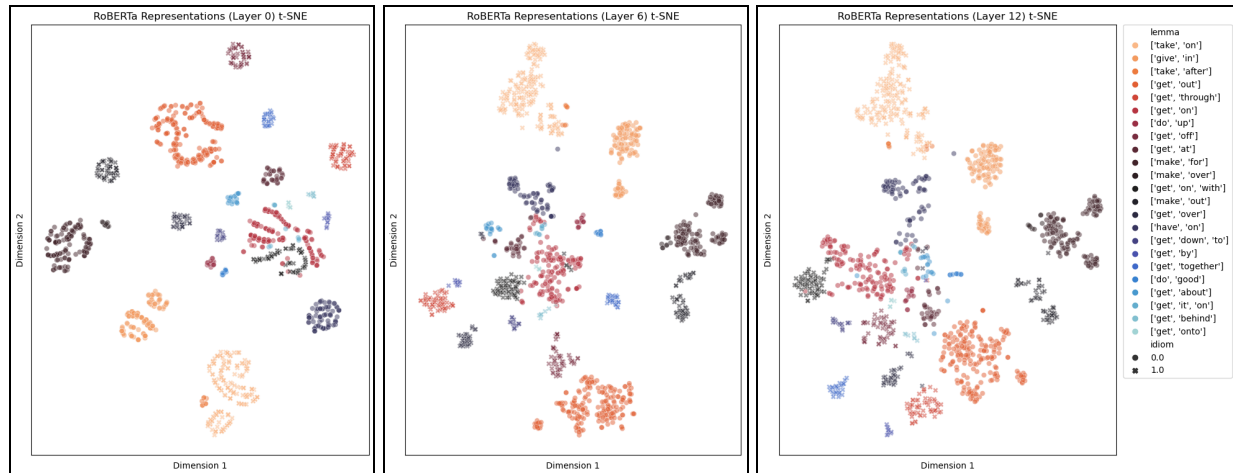 RoBERTa Representations (Layer 0) t-SNE
Dimension 2
Dimension 1
RoBERTa Representations (Layer 6) t-SNE
Dimension 2
Dimension 1
RoBERTa Representations (Layer 12) t-SNE
Dimension 2
Dimension 1
lemma
['take', 'on']
['give', 'in']
['take', 'after']
['get', 'out']
['get', 'through']
['get', 'on']
['do', 'up']
['get', 'off']
['get', 'at']
['make', 'for']
['make', 'over']
['get', 'on', 'with']
['make', 'out']
['get', 'over']
['have', 'on']
['get', 'down', 'to']
['get', 'by']
['get', 'together']
['do', 'good']
['get', 'about']
['get', 'it', 'on']
['get', 'behind']
['get', 'onto']
idiom
0.0
1.0